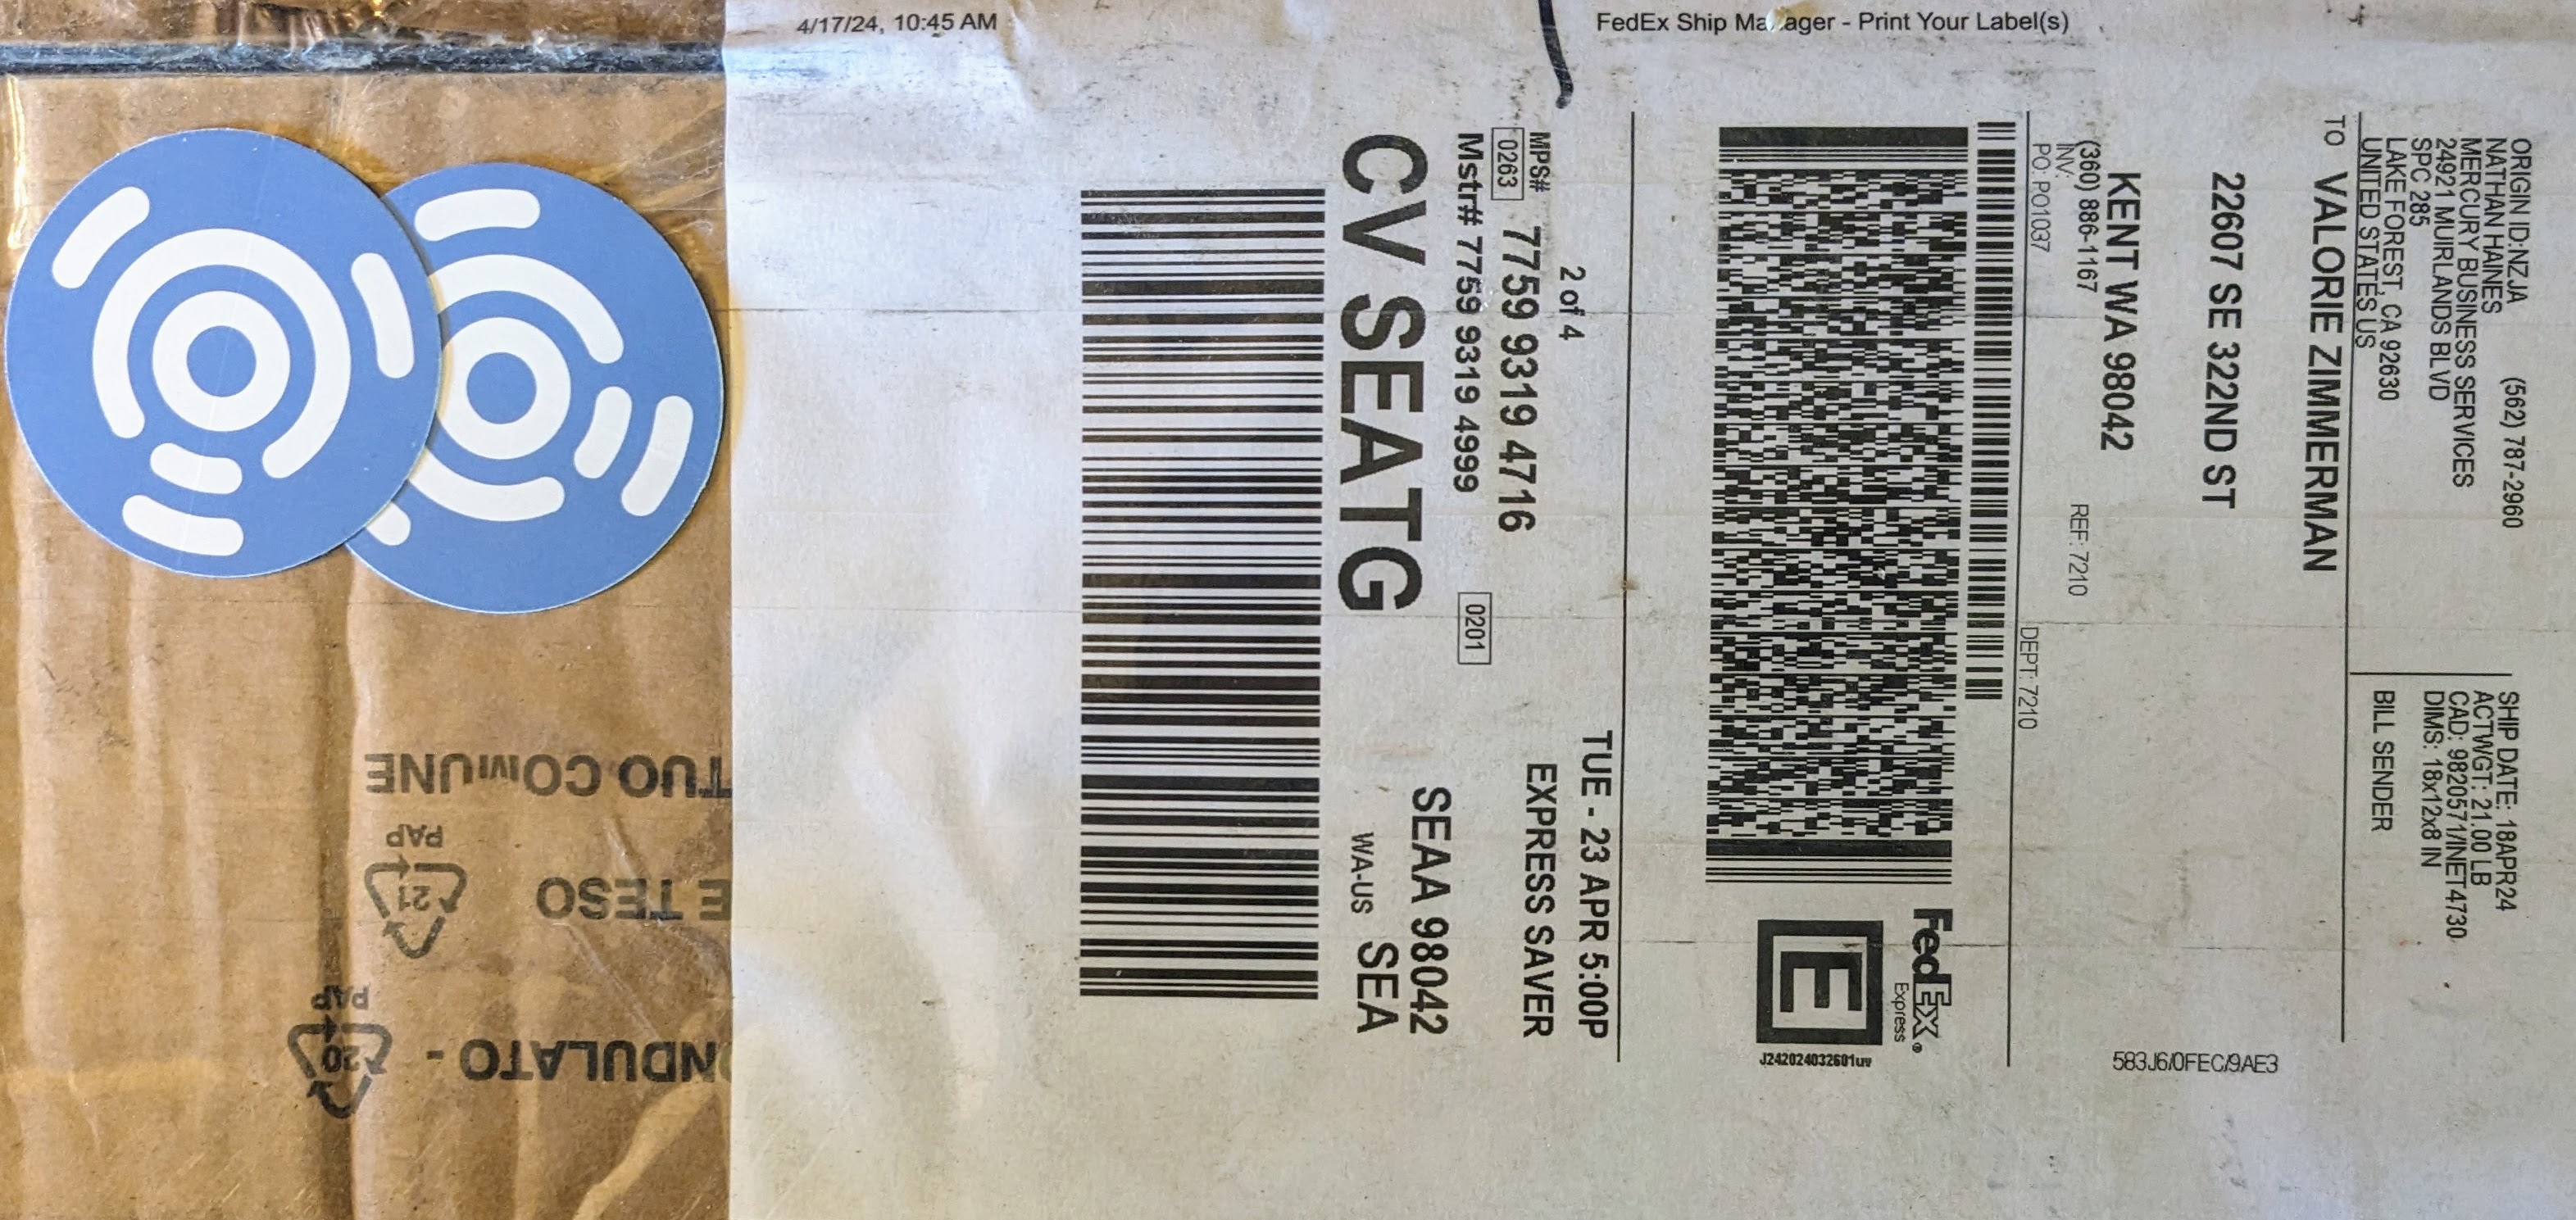 4/17/24, 10:45 AM
FedEx Ship Manager - Print Your Label(s)
ORIGIN ID:NZJA (562) 787-2960
NATHAN HAINES
MERCURY BUSINESS SERVICES
24921 MUIRLANDS BLVD
SPC 285
LAKE FOREST, CA 92630
UNITED STATES US
SHIP DATE: 18APR24
ACTWGT: 21.00 LB
CAD: 9820571/INET4730
DIMS: 18x12x8 IN
BILL SENDER
TO VALORIE ZIMMERMAN
22607 SE 322ND ST
KENT WA 98042
(360) 886-1167 REF: 7210
INV:
PO: PO1037 DEPT: 7210
583J6/0FEC/9AE3
FedEx
Express
E
J242024032601uv
2 of 4
MPS# 7759 9319 4716
0263
Mstr# 7759 9319 4999
0201
TUE - 23 APR 5:00P
EXPRESS SAVER
CV SEATG
SEAA 98042
WA-US SEA
NDULATO -
20
PAP
E TESO
21
PAP
TUO COMUNE